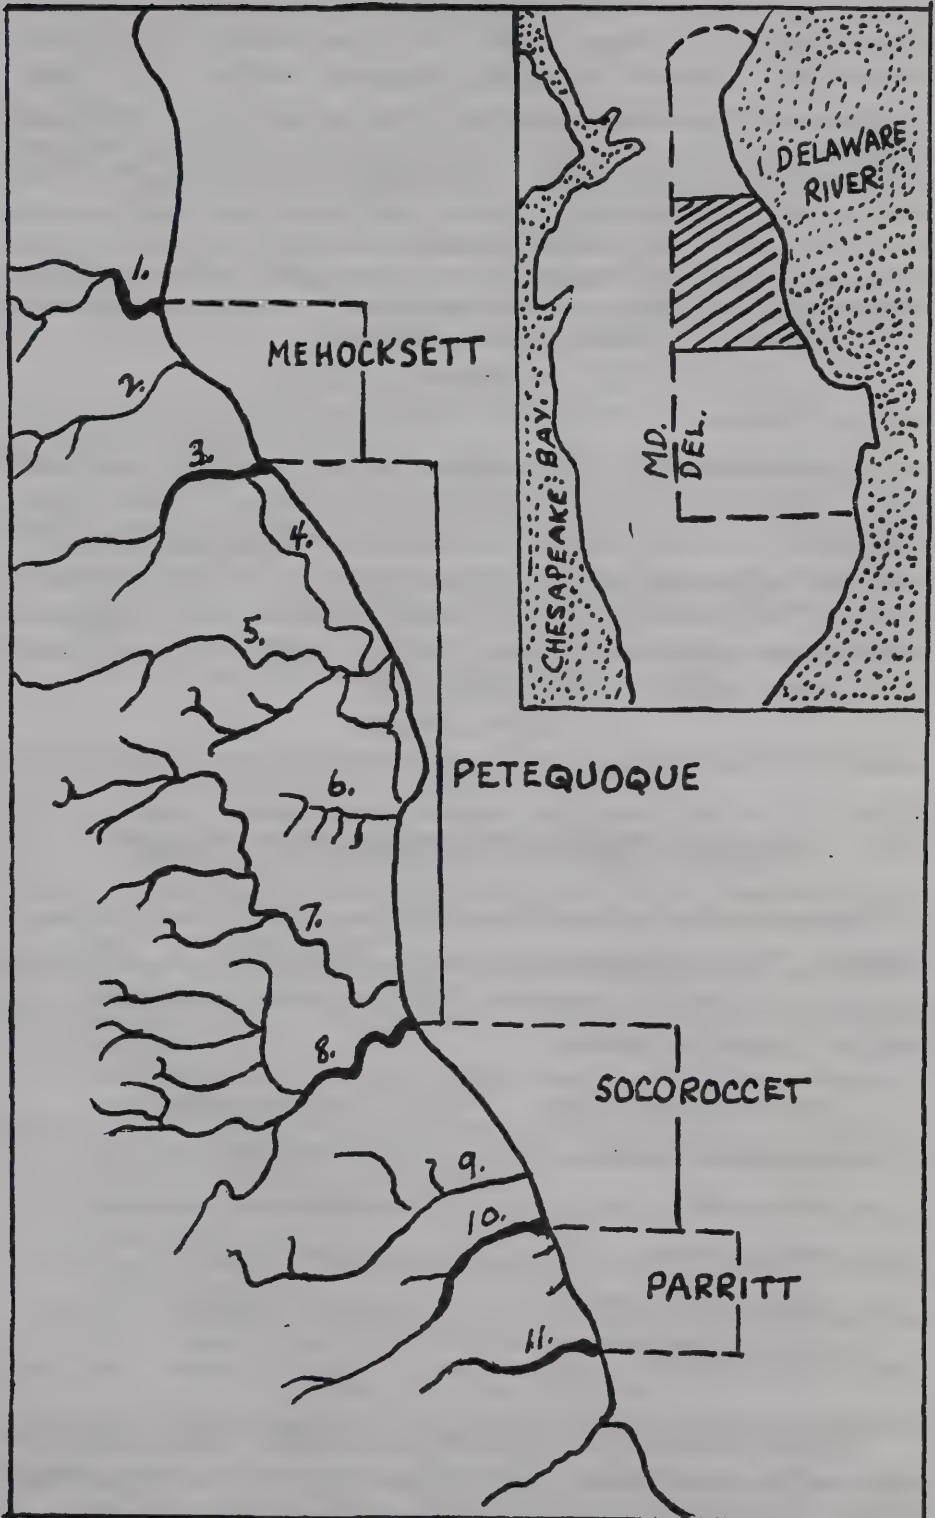 1.
MEHOCKSETT
2.
3.
4.
5.
PETEQUOQUE
6.
7.
8.
SOCOROCCET
9.
10.
PARRITT
11.
DELAWARE
RIVER
MD.
DEL.
CHESAPEAKE BAY.